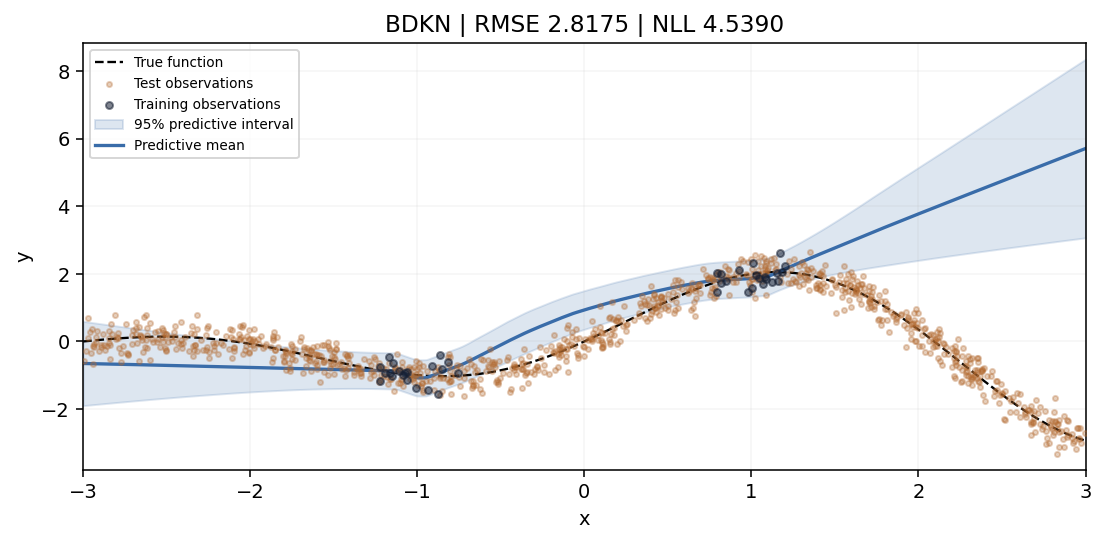 BDKN | RMSE 2.8175 | NLL 4.5390
True function
Test observations
Training observations
95% predictive interval
Predictive mean
8
6
4
2
0
−2
y
−3
−2
−1
0
1
2
3
x